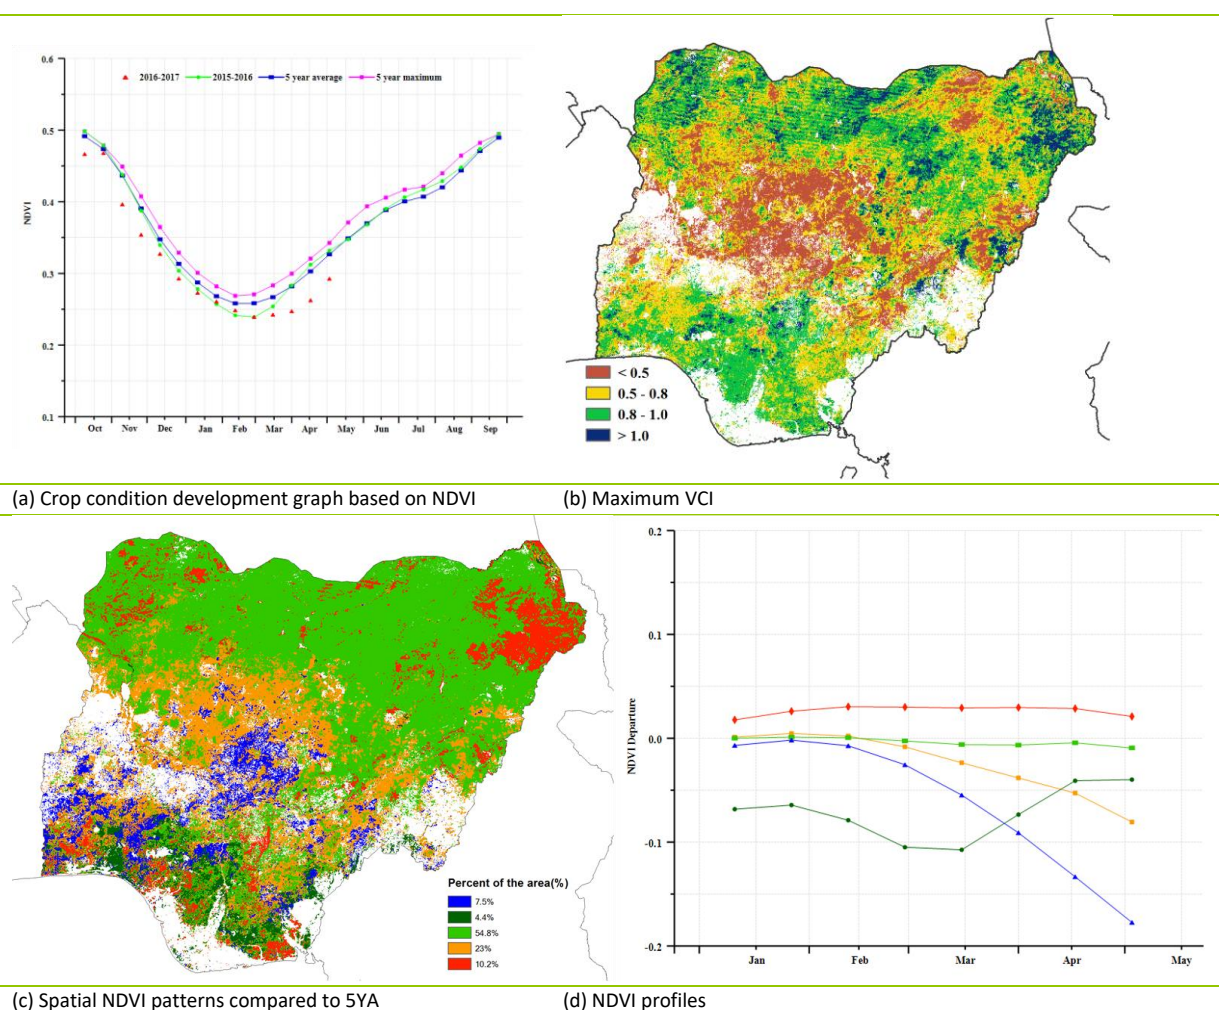 0.6
2016-2017 2015-2016 5 year average 5 year maximum
0.5
0.4
NDVI
0.3
0.2
0.1
Oct Nov Dec Jan Feb Mar Apr May Jun Jul Aug Sep
< 0.5
0.5 - 0.8
0.8 - 1.0
> 1.0
(a) Crop condition development graph based on NDVI
(b) Maximum VCI
Percent of the area(%)
7.5%
4.4%
54.8%
23%
10.2%
0.2
0.1
0.0
NDVI Departure
-0.1
-0.2
Jan Feb Mar Apr May
(c) Spatial NDVI patterns compared to 5YA
(d) NDVI profiles